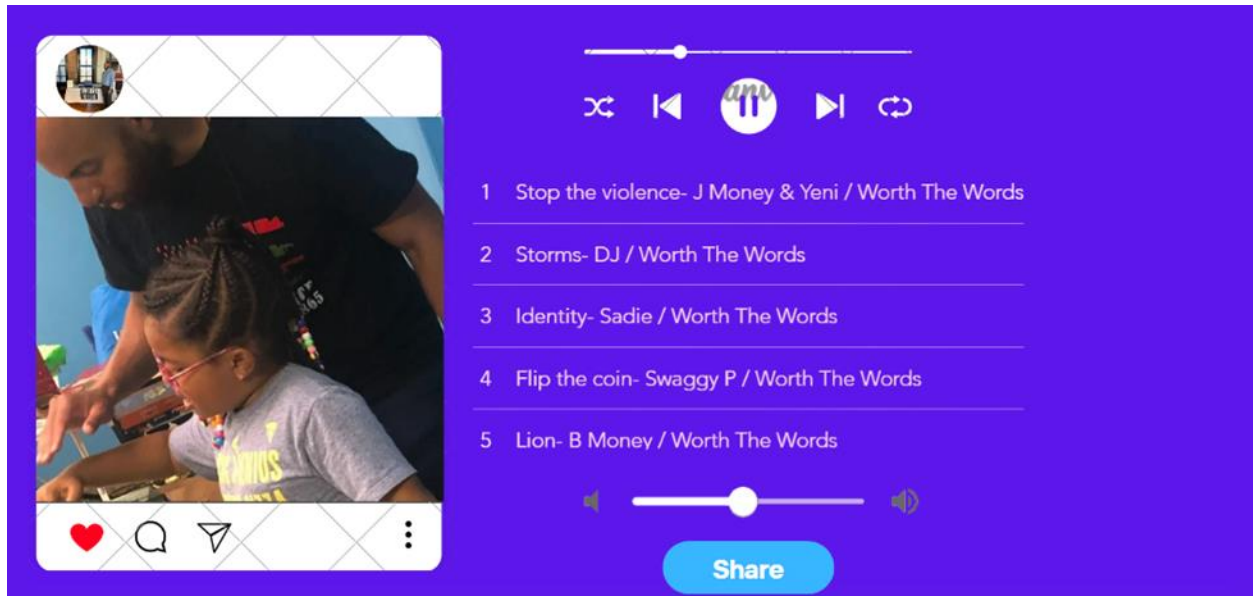 1 Stop the violence- J Money & Yeni / Worth The Words
2 Storms- DJ / Worth The Words
3 Identity- Sadie / Worth The Words
4 Flip the coin- Swaggy P / Worth The Words
5 Lion- B Money / Worth The Words
Share